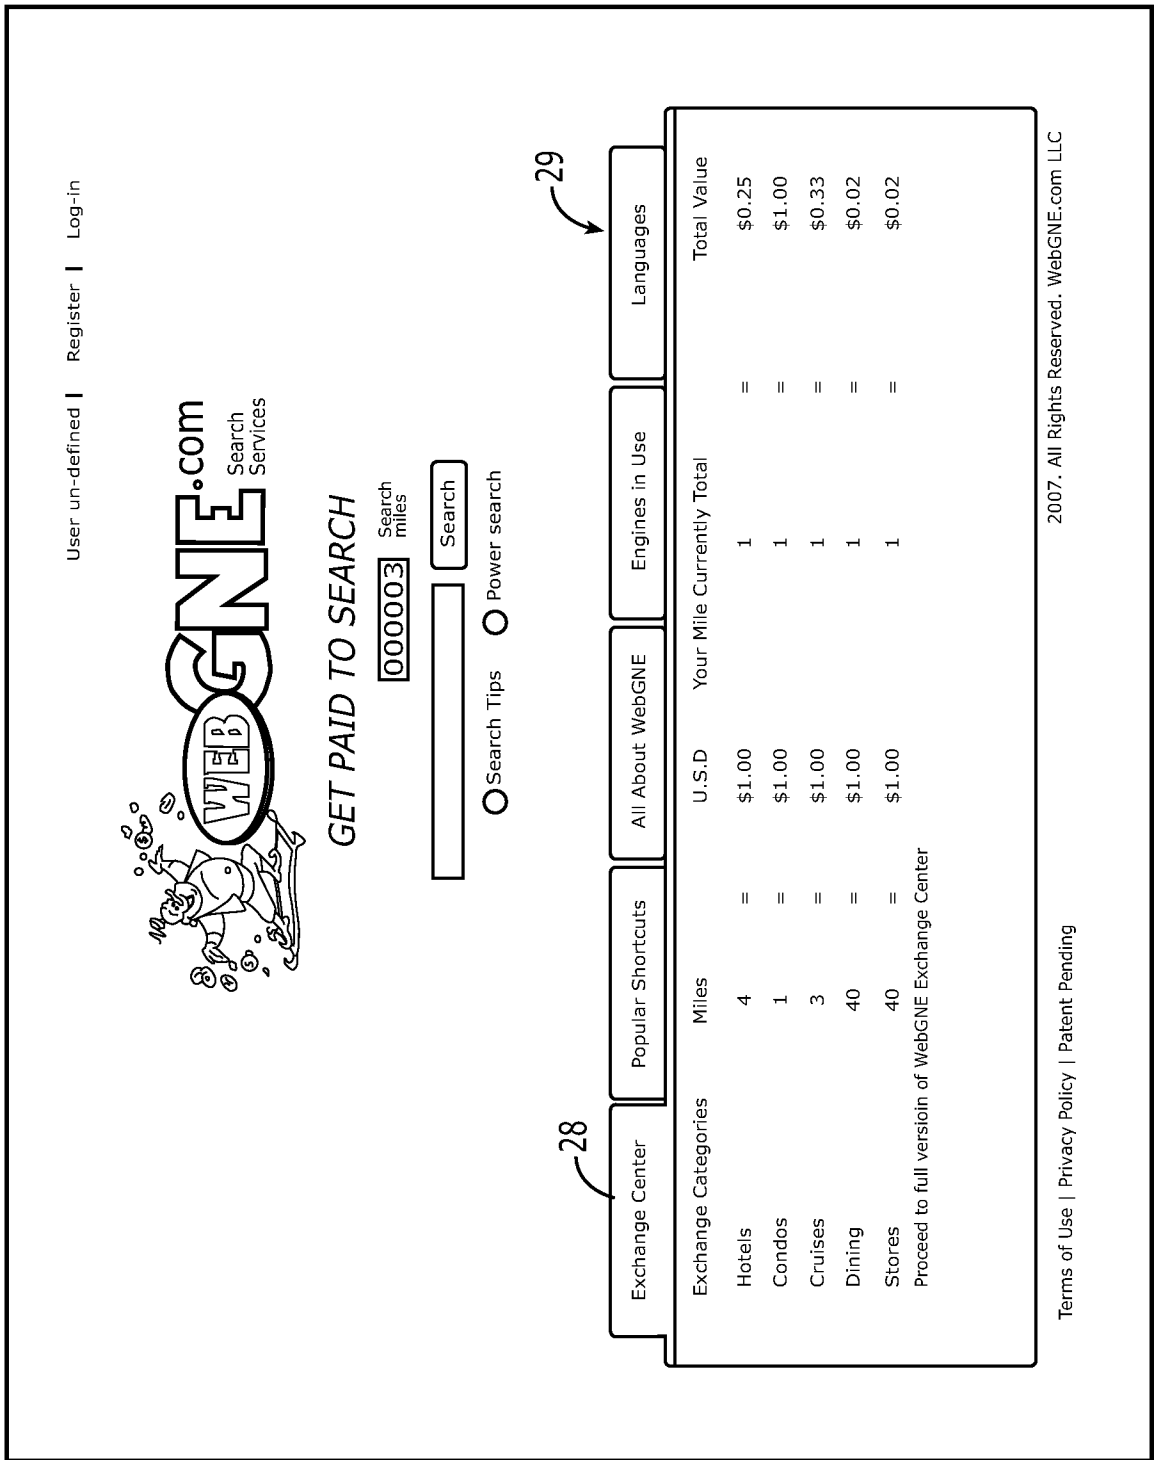 User un-defined | Register | Log-in
WEBGNE.com
Search
Services
GET PAID TO SEARCH
000003 Search miles
Search
Search Tips Power search
29
28
Exchange Center Popular Shortcuts All About WebGNE Engines in Use Languages
Exchange Categories Miles U.S.D Your Mile Currently Total Total Value
Hotels 4 = $1.00 1 = $0.25
Condos 1 = $1.00 1 = $1.00
Cruises 3 = $1.00 1 = $0.33
Dining 40 = $1.00 1 = $0.02
Stores 40 = $1.00 1 = $0.02
Proceed to full versioin of WebGNE Exchange Center
2007. All Rights Reserved. WebGNE.com LLC
Terms of Use | Privacy Policy | Patent Pending